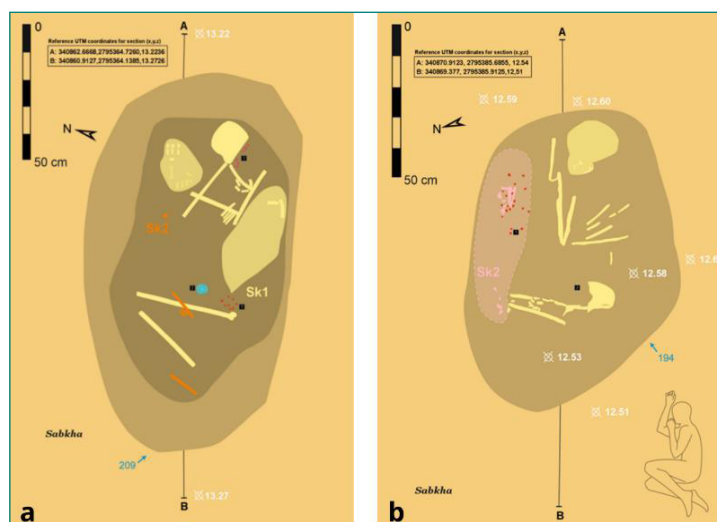 0
50 cm
A
13.22
Reference UTM coordinates for section (x,y,z)
A: 340862.6668,2795364.7260,13.2236
B: 340860.9127,2795364.1385,13.2726
N
Sk2
Sk1
Sabkha
209
13.27
B
a
0
50 cm
A
Reference UTM coordinates for section (x,y,z)
A: 340870.9123, 2795385.6855, 12.54
B: 340869.377, 2795385.9125,12,51
12.59
12.60
N
Sk2
12.6
12.58
194
12.53
12.51
Sabkha
B
b